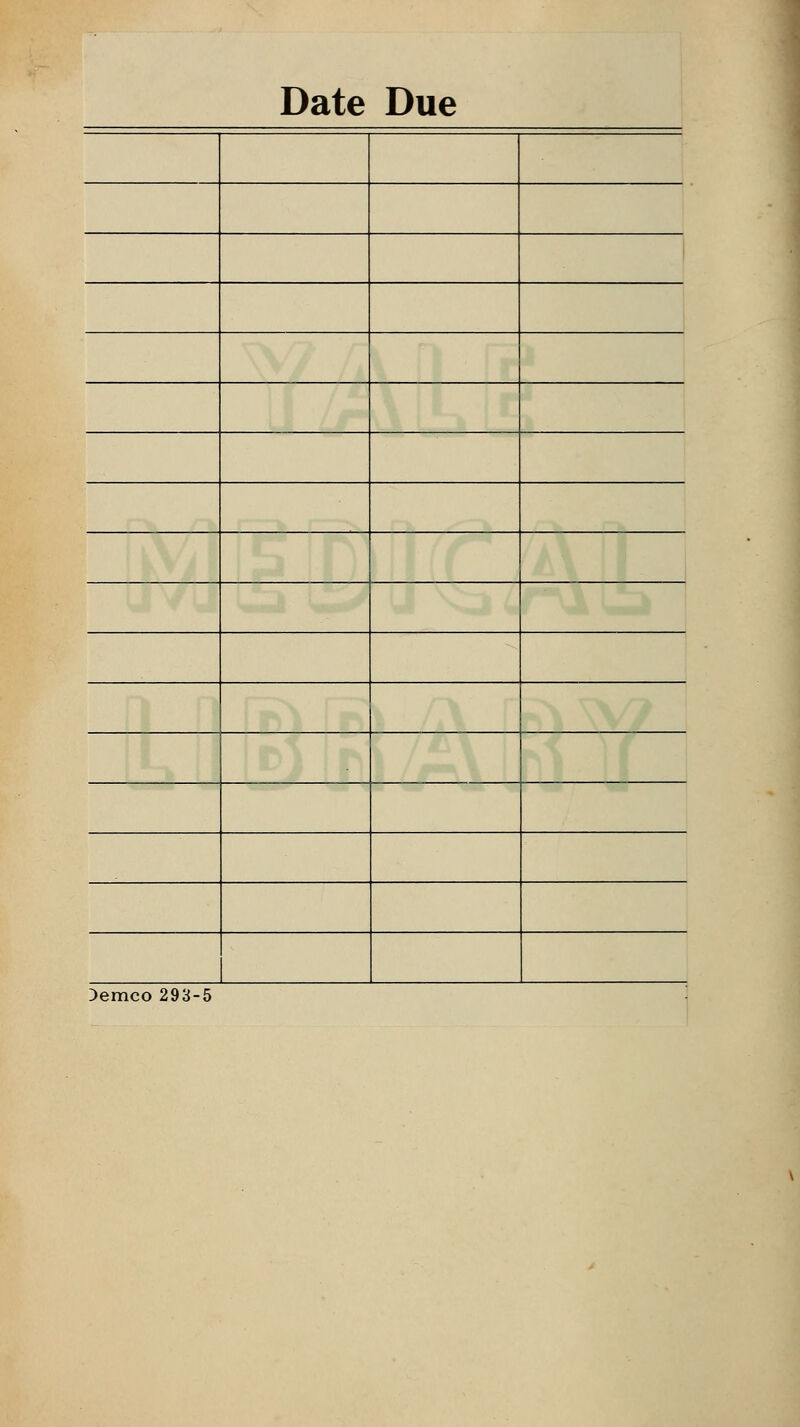 Date Due
YALE
MEDICAL
LIBRARY
Demco 293-5